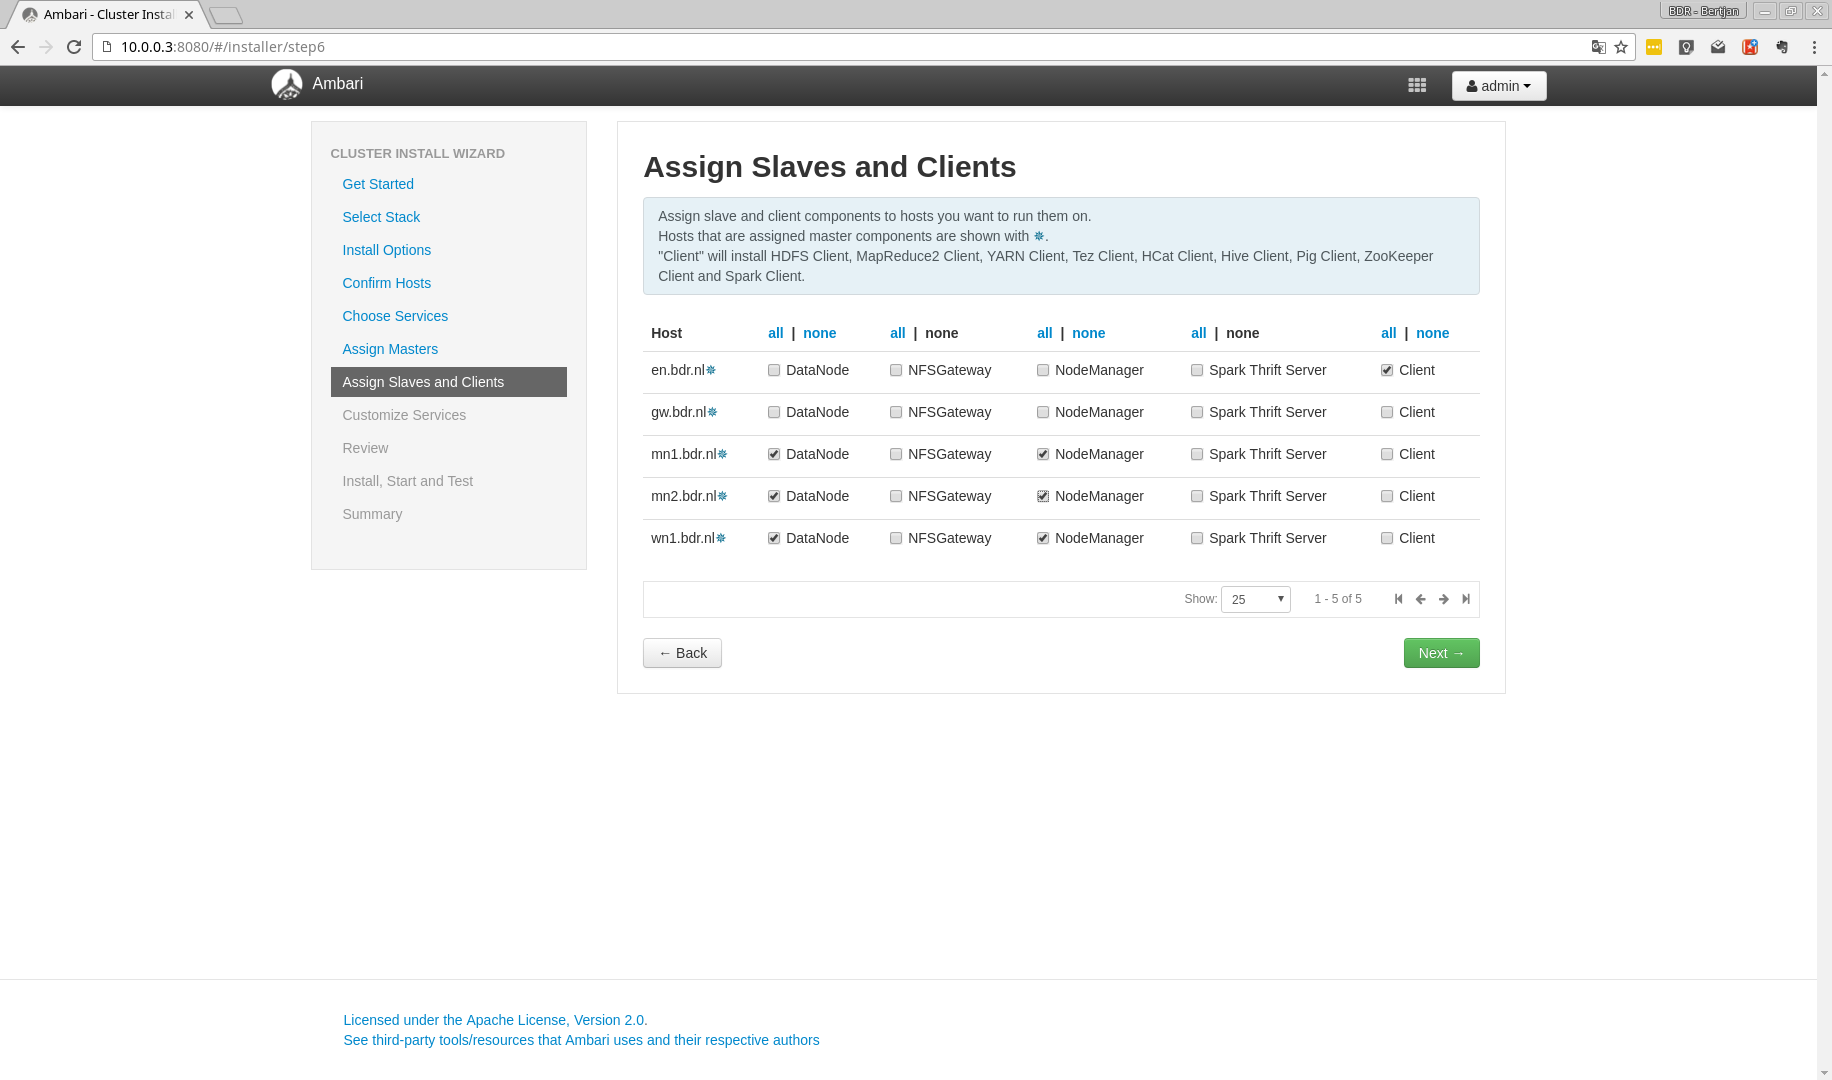 Ambari - Cluster Instal
BDR - Bertjan
10.0.0.3:8080/#/installer/step6
Ambari
admin
CLUSTER INSTALL WIZARD
Get Started
Select Stack
Install Options
Confirm Hosts
Choose Services
Assign Masters
Assign Slaves and Clients
Customize Services
Review
Install, Start and Test
Summary
Assign Slaves and Clients
Assign slave and client components to hosts you want to run them on.
Hosts that are assigned master components are shown with ✵.
"Client" will install HDFS Client, MapReduce2 Client, YARN Client, Tez Client, HCat Client, Hive Client, Pig Client, ZooKeeper
Client and Spark Client.
Host all | none all | none all | none all | none all | none
en.bdr.nl✵ DataNode NFSGateway NodeManager Spark Thrift Server Client
gw.bdr.nl✵ DataNode NFSGateway NodeManager Spark Thrift Server Client
mn1.bdr.nl✵ DataNode NFSGateway NodeManager Spark Thrift Server Client
mn2.bdr.nl✵ DataNode NFSGateway NodeManager Spark Thrift Server Client
wn1.bdr.nl✵ DataNode NFSGateway NodeManager Spark Thrift Server Client
Show: 25 1 - 5 of 5
← Back
Next →
Licensed under the Apache License, Version 2.0.
See third-party tools/resources that Ambari uses and their respective authors